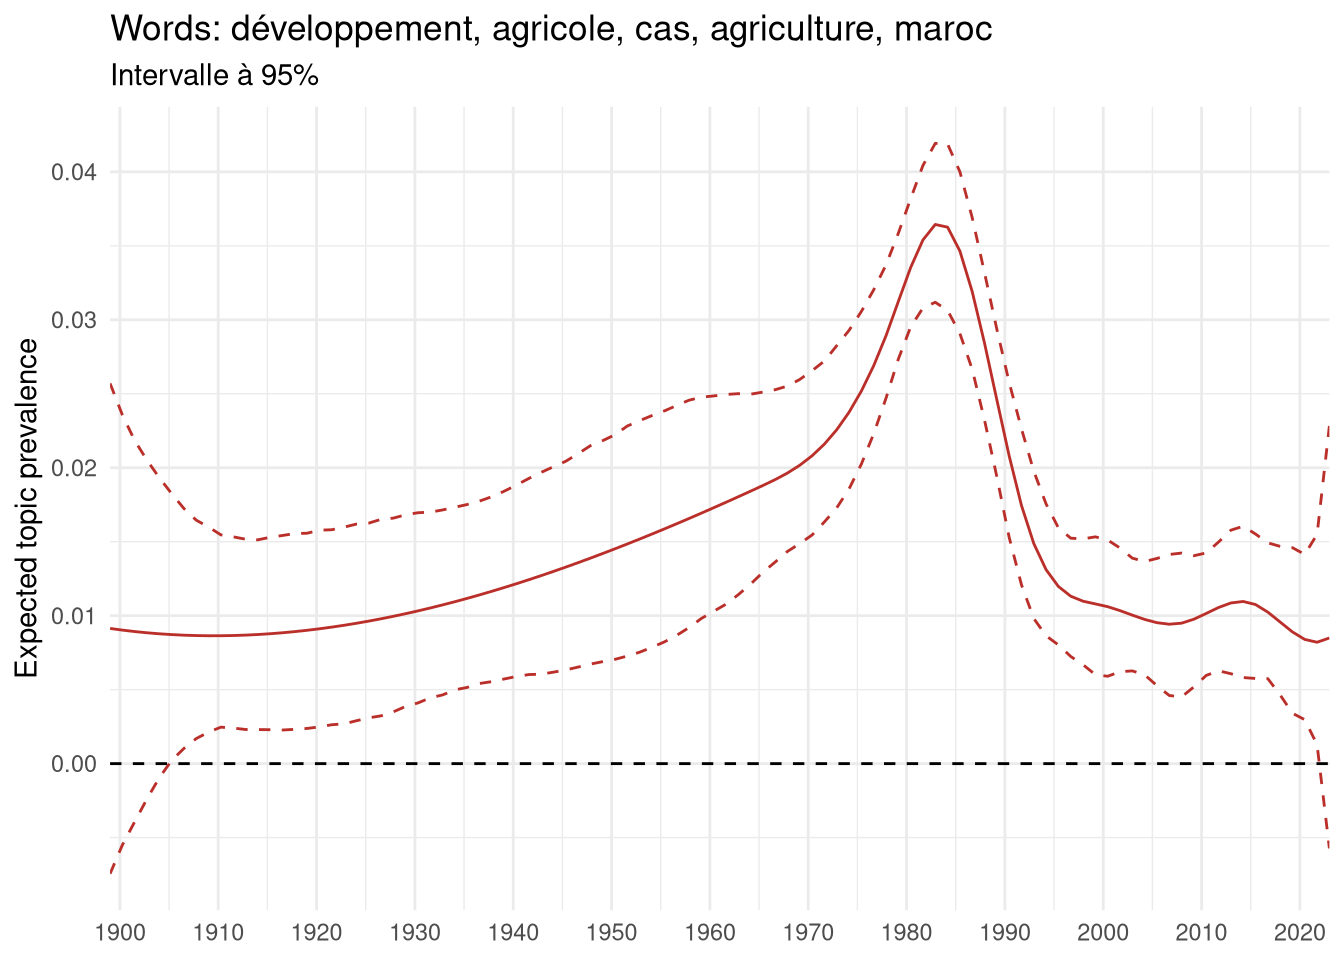 Words: développement, agricole, cas, agriculture, maroc
Intervalle à 95%
Expected topic prevalence
0.04
0.03
0.02
0.01
0.00
1900 1910 1920 1930 1940 1950 1960 1970 1980 1990 2000 2010 2020